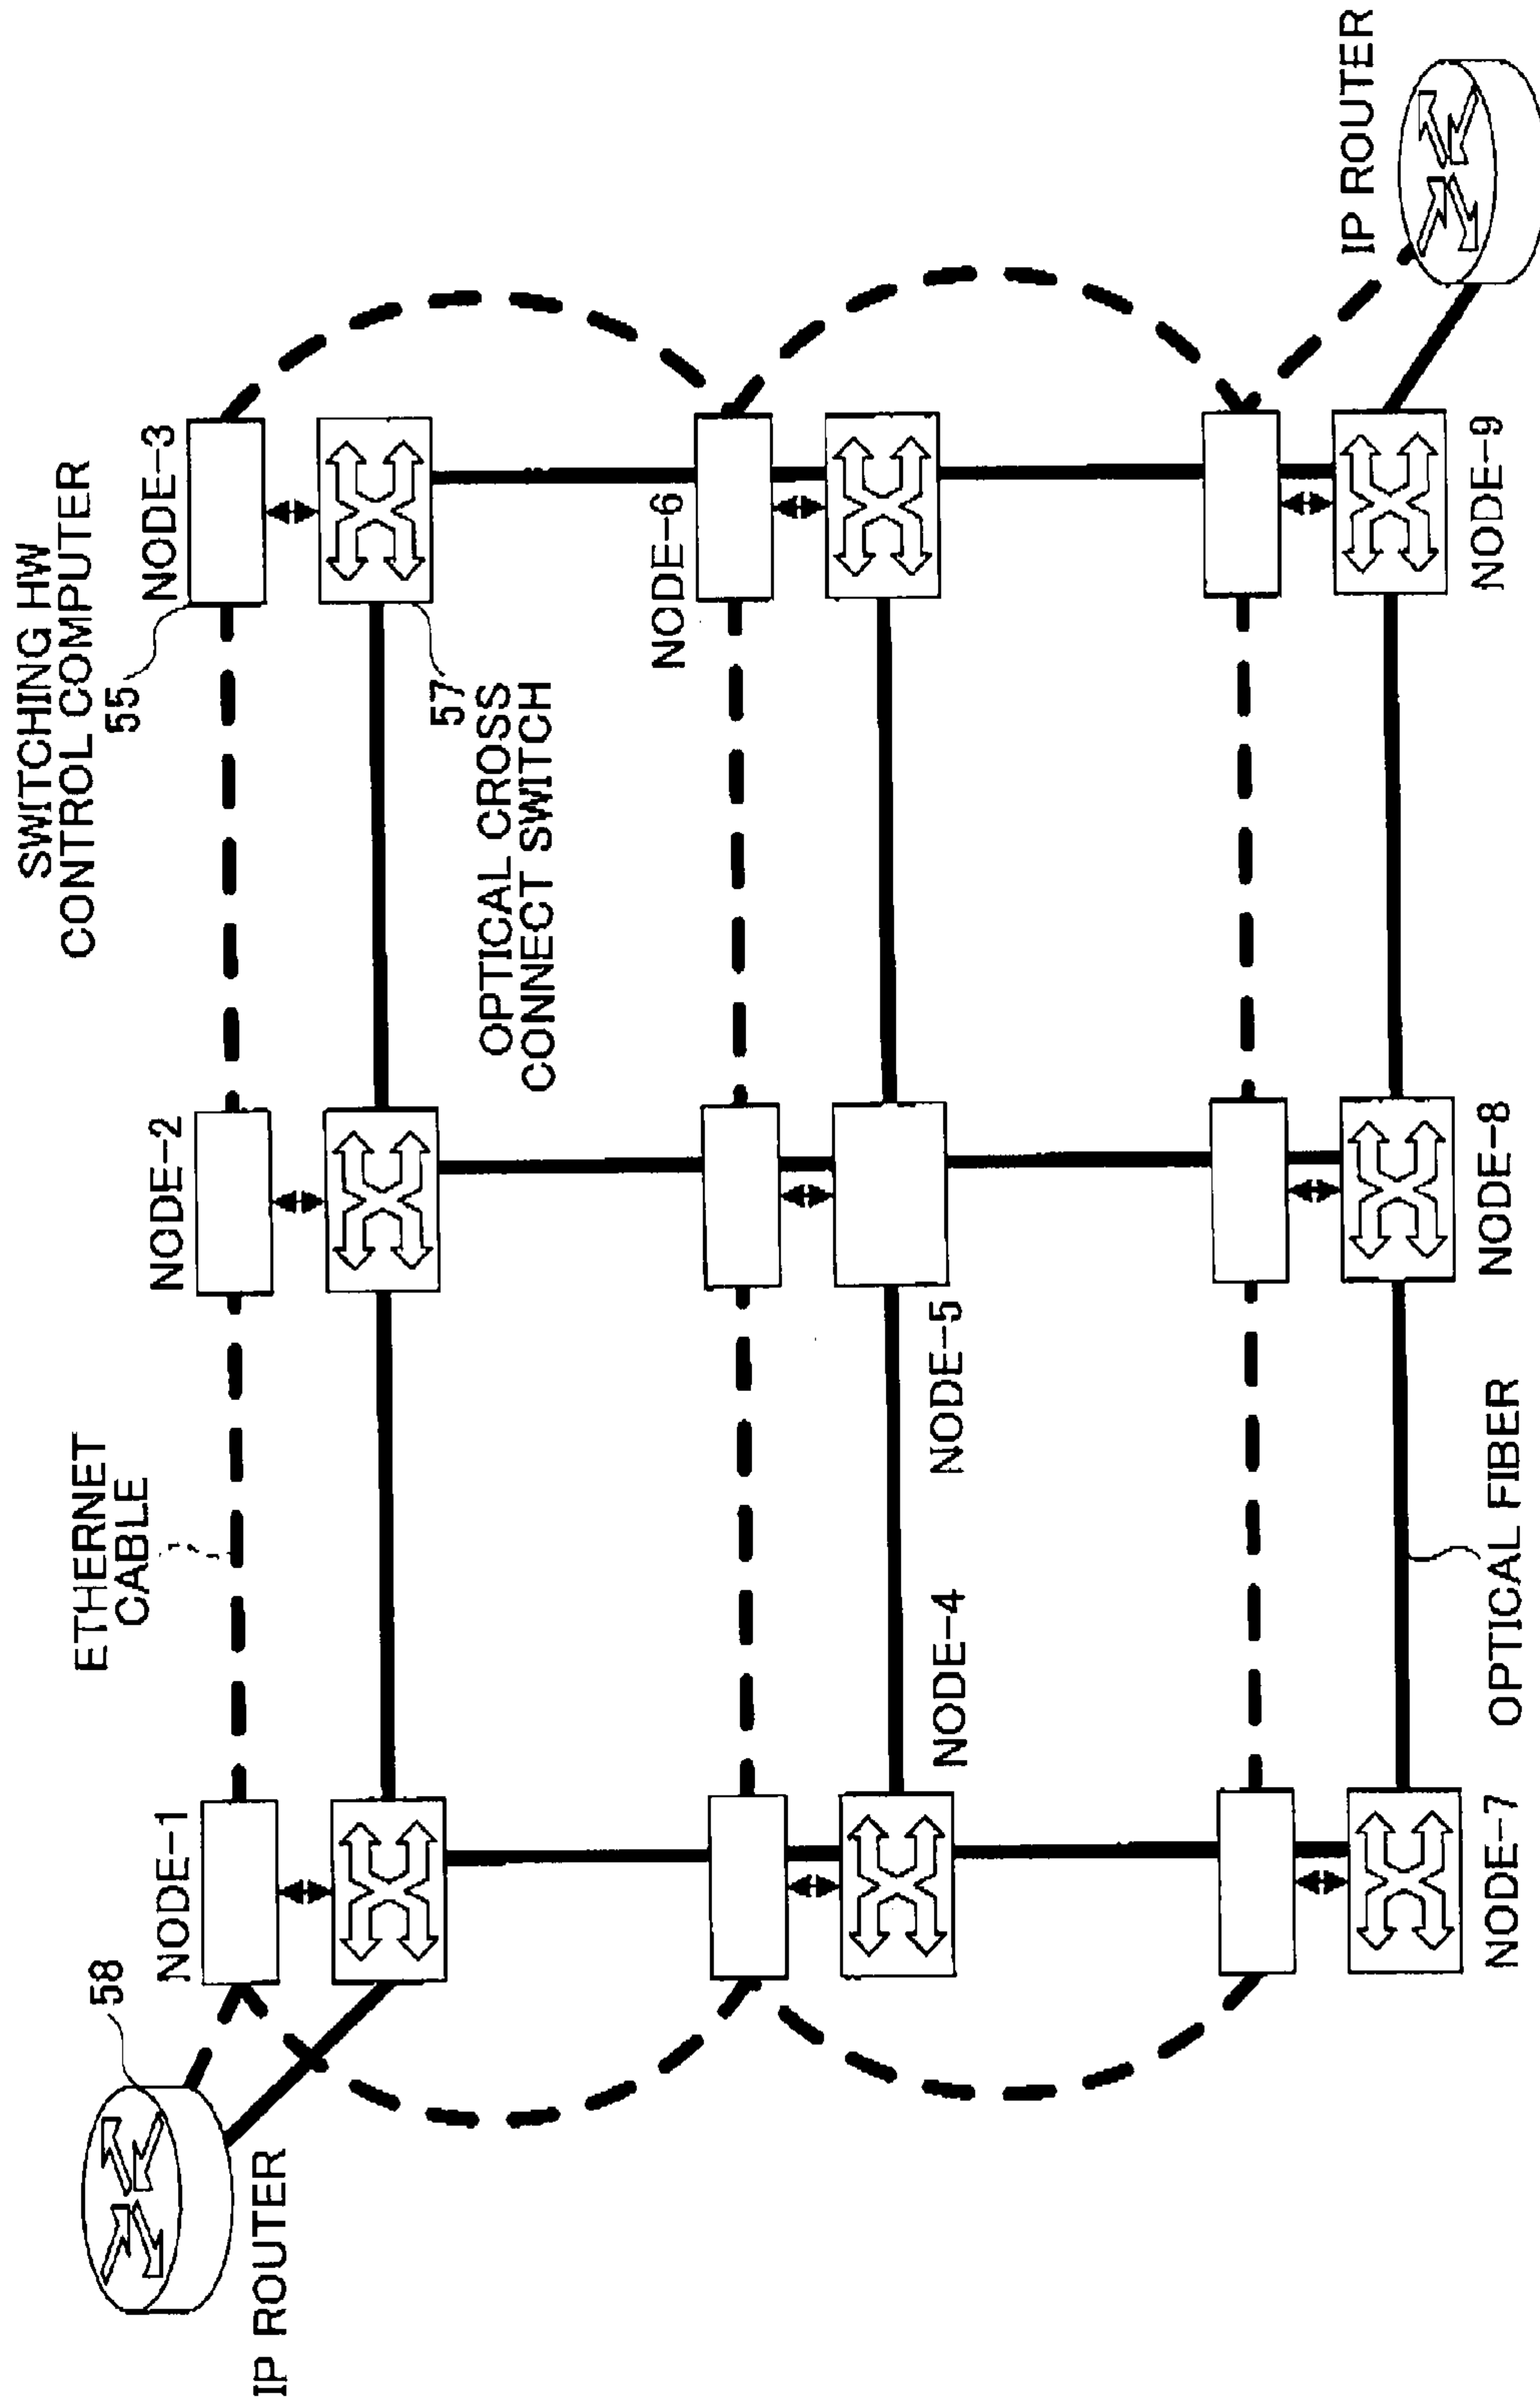 SWITCHING HW
CONTROL COMPUTER
55
ETHERNET
CABLE
58
NODE-1
NODE-2
NODE-3
IP ROUTER
57
OPTICAL CROSS
CONNECT SWITCH
NODE-4
NODE-5
NODE-6
IP ROUTER
NODE-7
NODE-8
NODE-9
OPTICAL FIBER